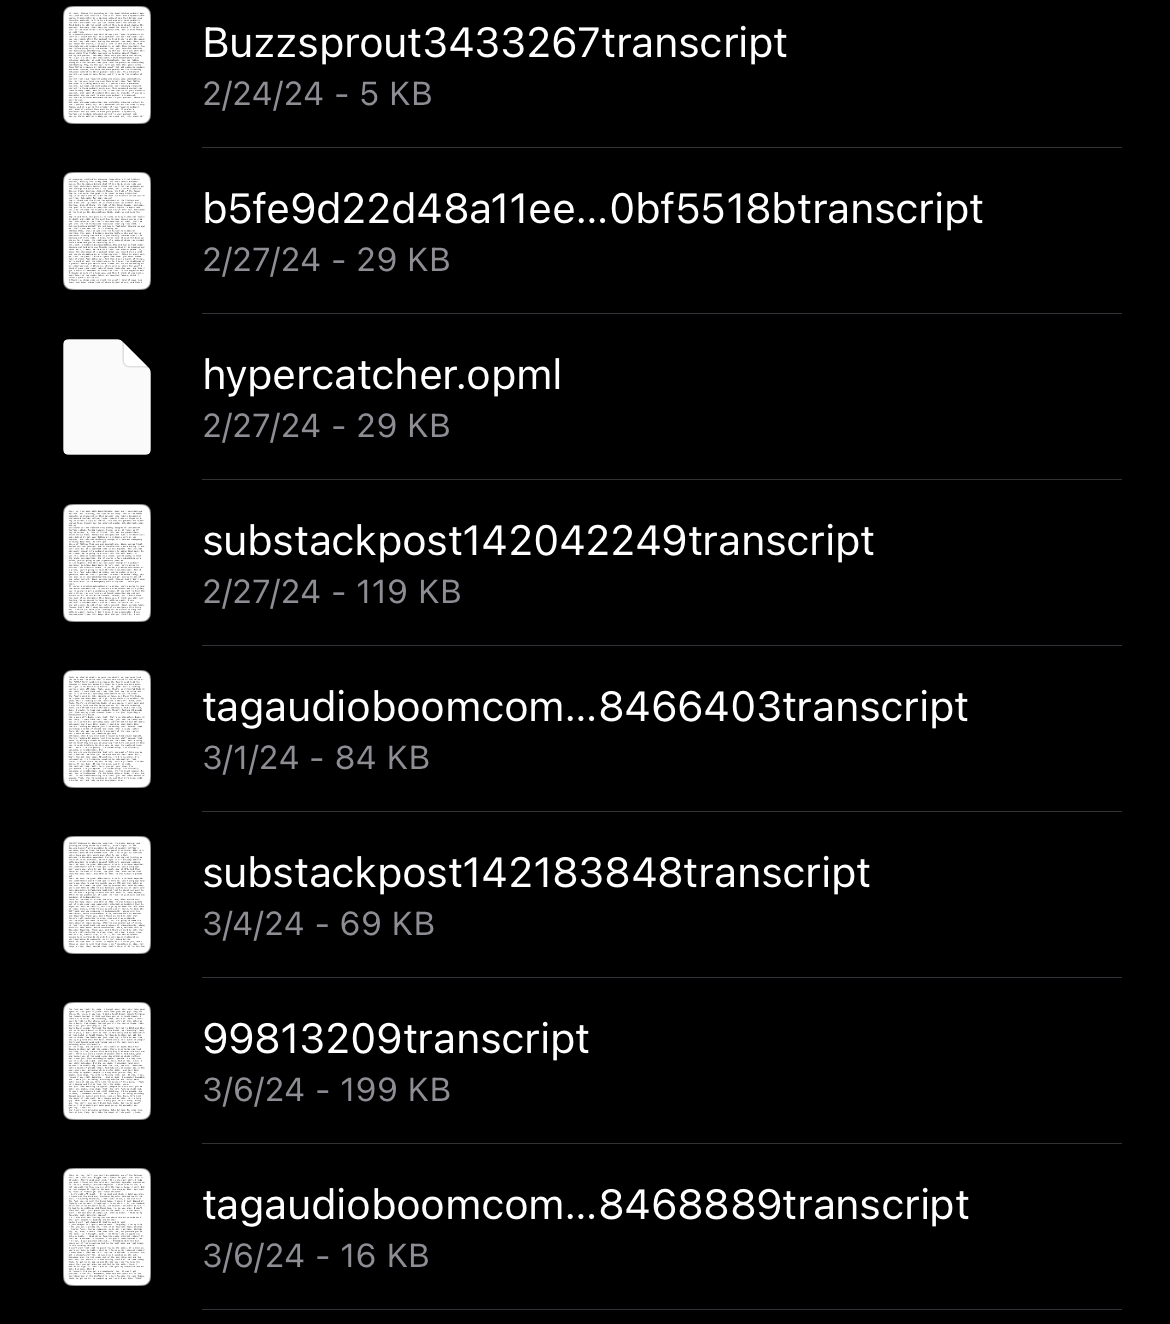 Buzzsprout3433267transcript
2/24/24 - 5 KB
b5fe9d22d48a11ee...0bf5518btranscript
2/27/24 - 29 KB
hypercatcher.opml
2/27/24 - 29 KB
substackpost142042249transcript
2/27/24 - 119 KB
tagaudioboomcom...8466403transcript
3/1/24 - 84 KB
substackpost142183848transcript
3/4/24 - 69 KB
99813209transcript
3/6/24 - 199 KB
tagaudioboomcom...8468889transcript
3/6/24 - 16 KB